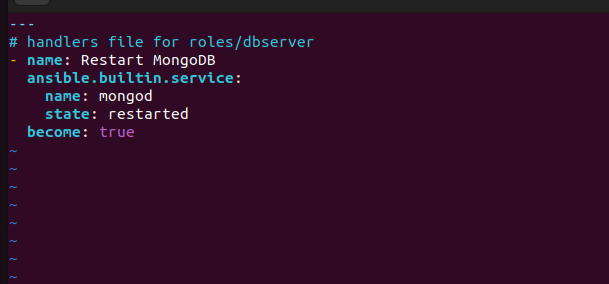 ---
# handlers file for roles/dbserver
- name: Restart MongoDB
  ansible.builtin.service:
    name: mongod
    state: restarted
  become: true
~
~
~
~
~
~
~
~